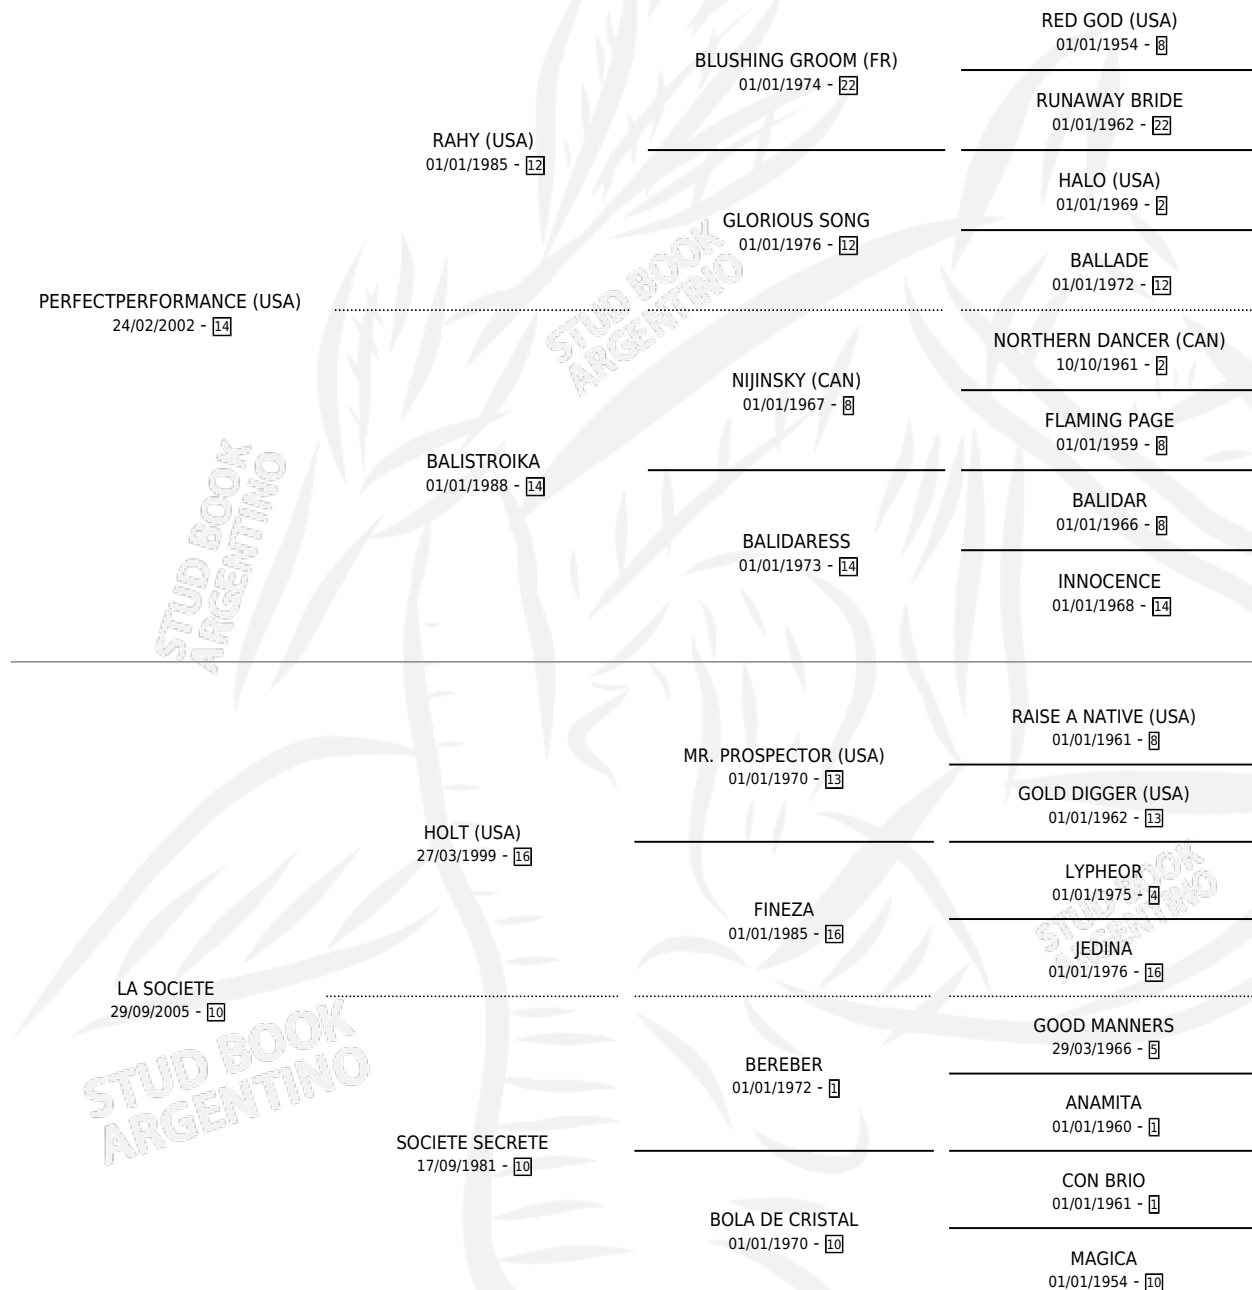 RED GOD (USA)
01/01/1954 - 8
BLUSHING GROOM (FR)
01/01/1974 - 22
RUNAWAY BRIDE
01/01/1962 - 22
RAHY (USA)
01/01/1985 - 12
HALO (USA)
01/01/1969 - 2
GLORIOUS SONG
01/01/1976 - 12
BALLADE
01/01/1972 - 12
PERFECTPERFORMANCE (USA)
24/02/2002 - 14
NORTHERN DANCER (CAN)
10/10/1961 - 2
NIJINSKY (CAN)
01/01/1967 - 8
FLAMING PAGE
01/01/1959 - 8
BALISTROIKA
01/01/1988 - 14
BALIDAR
01/01/1966 - 8
BALIDARESS
01/01/1973 - 14
INNOCENCE
01/01/1968 - 14
RAISE A NATIVE (USA)
01/01/1961 - 8
MR. PROSPECTOR (USA)
01/01/1970 - 13
GOLD DIGGER (USA)
01/01/1962 - 13
HOLT (USA)
27/03/1999 - 16
LYPHEOR
01/01/1975 - 4
FINEZA
01/01/1985 - 16
JEDINA
01/01/1976 - 16
LA SOCIETE
29/09/2005 - 10
GOOD MANNERS
29/03/1966 - 5
BEREBER
01/01/1972 - 1
ANAMITA
01/01/1960 - 1
SOCIETE SECRETE
17/09/1981 - 10
CON BRIO
01/01/1961 - 1
BOLA DE CRISTAL
01/01/1970 - 10
MAGICA
01/01/1954 - 10
STUD BOOK
ARGENTINO
STUD BOOK
ARGENTINO
STUD BOOK
ARGENTINO
STUD BOOK
ARGENTINO